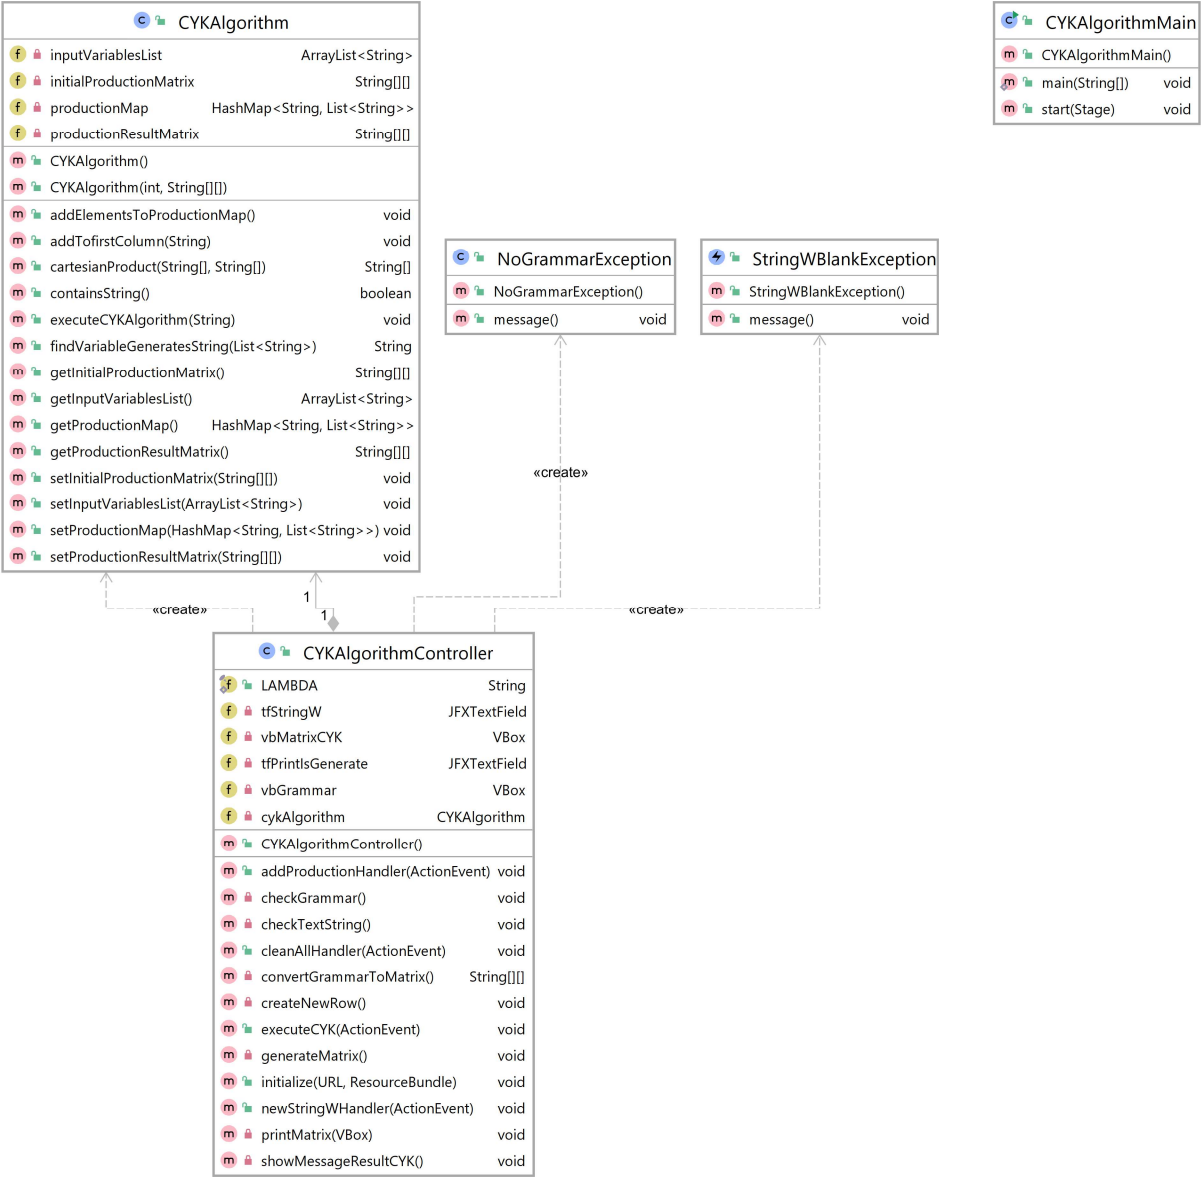 CYKAlgorithm
inputVariablesList ArrayList<String>
initialProductionMatrix String[][]
productionMap HashMap<String, List<String>>
productionResultMatrix String[][]
CYKAlgorithm()
CYKAlgorithm(int, String[][])
addElementsToProductionMap() void
addTofirstColumn(String) void
cartesianProduct(String[], String[]) String[]
containsString() boolean
executeCYKAlgorithm(String) void
findVariableGeneratesString(List<String>) String
getInitialProductionMatrix() String[][]
getInputVariablesList() ArrayList<String>
getProductionMap() HashMap<String, List<String>>
getProductionResultMatrix() String[][]
setInitialProductionMatrix(String[][]) void
setInputVariablesList(ArrayList<String>) void
setProductionMap(HashMap<String, List<String>>) void
setProductionResultMatrix(String[][]) void
CYKAlgorithmMain
CYKAlgorithmMain()
main(String[]) void
start(Stage) void
NoGrammarException
NoGrammarException()
message() void
StringWBlankException
StringWBlankException()
message() void
«create»
«create»
1
1
«create»
CYKAlgorithmController
LAMBDA String
tfStringW JFXTextField
vbMatrixCYK VBox
tfPrintIsGenerate JFXTextField
vbGrammar VBox
cykAlgorithm CYKAlgorithm
CYKAlgorithmController()
addProductionHandler(ActionEvent) void
checkGrammar() void
checkTextString() void
cleanAllHandler(ActionEvent) void
convertGrammarToMatrix() String[][]
createNewRow() void
executeCYK(ActionEvent) void
generateMatrix() void
initialize(URL, ResourceBundle) void
newStringWHandler(ActionEvent) void
printMatrix(VBox) void
showMessageResultCYK() void